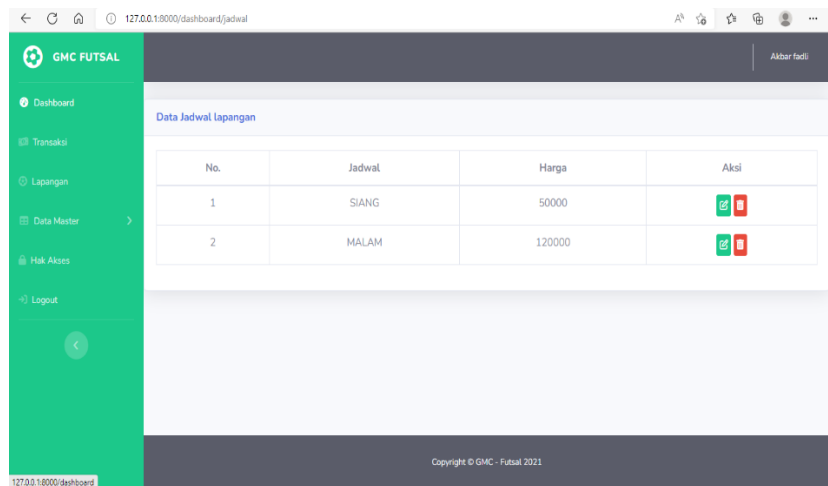 127.0.0.1:8000/dashboard/jadwal
GMC FUTSAL
Akbar fadli
Dashboard
Transaksi
Lapangan
Data Master
Hak Akses
Logout
Data Jadwal lapangan
No. Jadwal Harga Aksi
1 SIANG 50000
2 MALAM 120000
Copyright © GMC - Futsal 2021
127.0.0.1:8000/dashboard